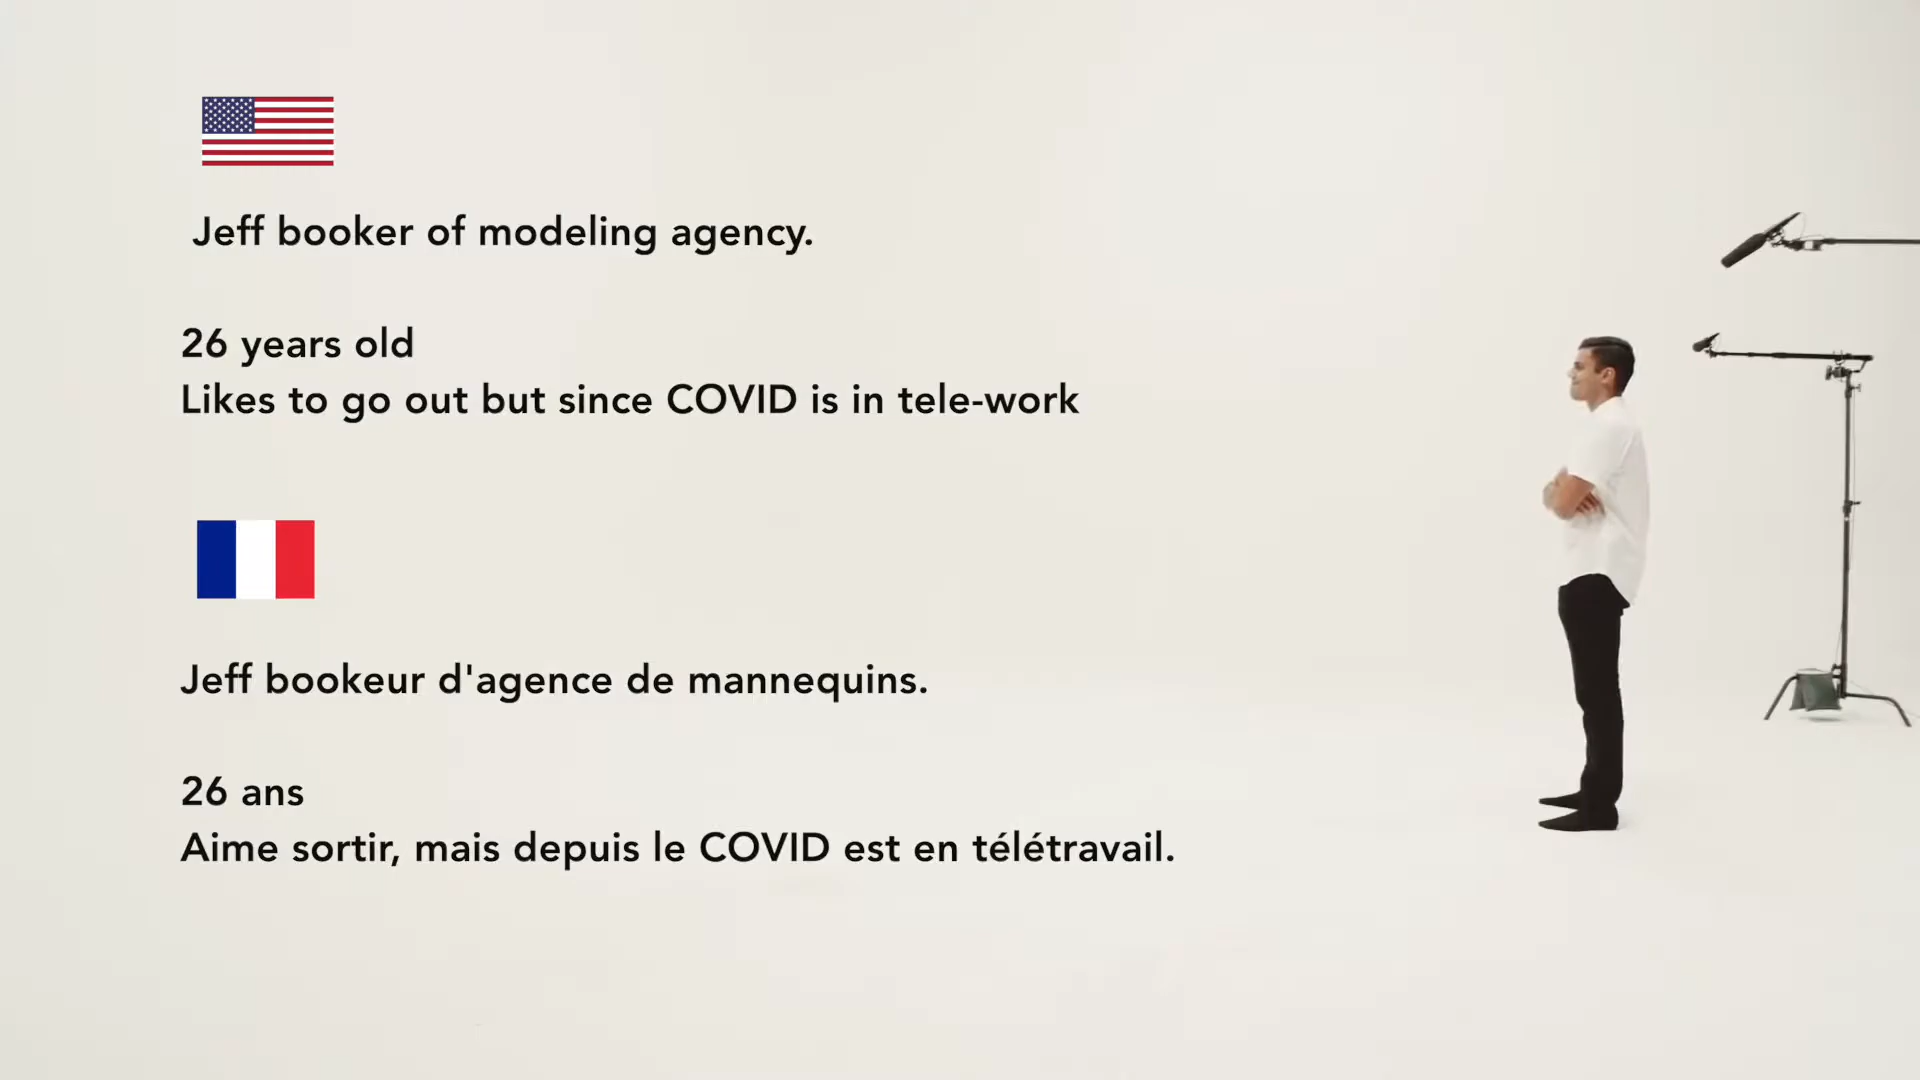 Jeff booker of modeling agency.
26 years old
Likes to go out but since COVID is in tele-work
Jeff bookeur d'agence de mannequins.
26 ans
Aime sortir, mais depuis le COVID est en télétravail.